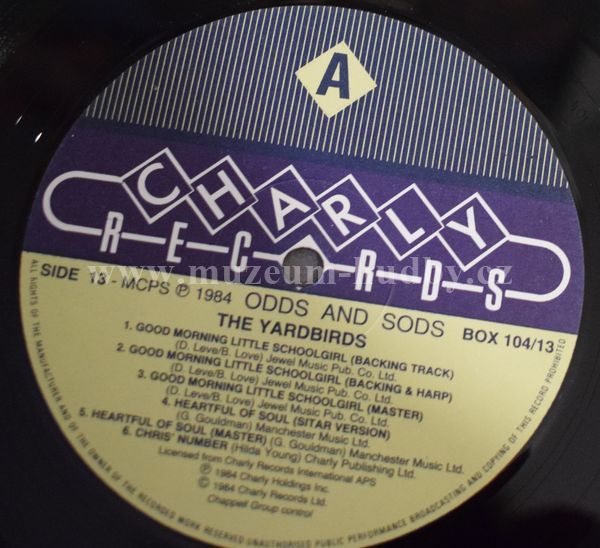 A
CHARLY
RECORDS
SIDE 13 - MCPS ℗ 1984 ODDS AND SODS BOX 104/13
THE YARDBIRDS
1. GOOD MORNING LITTLE SCHOOLGIRL (BACKING TRACK)
(D. Leve/B. Love) Jewel Music Pub. Co. Ltd.
2. GOOD MORNING LITTLE SCHOOLGIRL (BACKING & HARP)
(D. Leve/B. Love) Jewel Music Pub. Co. Ltd.
3. GOOD MORNING LITTLE SCHOOLGIRL (MASTER)
(D. Leve/B. Love) Jewel Music Pub. Co. Ltd.
4. HEARTFUL OF SOUL (SITAR VERSION)
(G. Gouldman) Manchester Music Ltd.
5. HEARTFUL OF SOUL (MASTER) (G. Gouldman) Manchester Music Ltd.
6. CHRIS' NUMBER (Hilda Young) Charly Publishing Ltd.
Licensed from Charly Records International APS
℗ 1984 Charly Holdings Inc.
© 1984 Charly Records Ltd.
Chappell Group control
ALL RIGHTS OF THE MANUFACTURER AND OF THE OWNER OF THE RECORDED WORK RESERVED UNAUTHORISED PUBLIC PERFORMANCE BROADCASTING AND COPYING OF THIS RECORD PROHIBITED
www.muzeum-hudby.cz